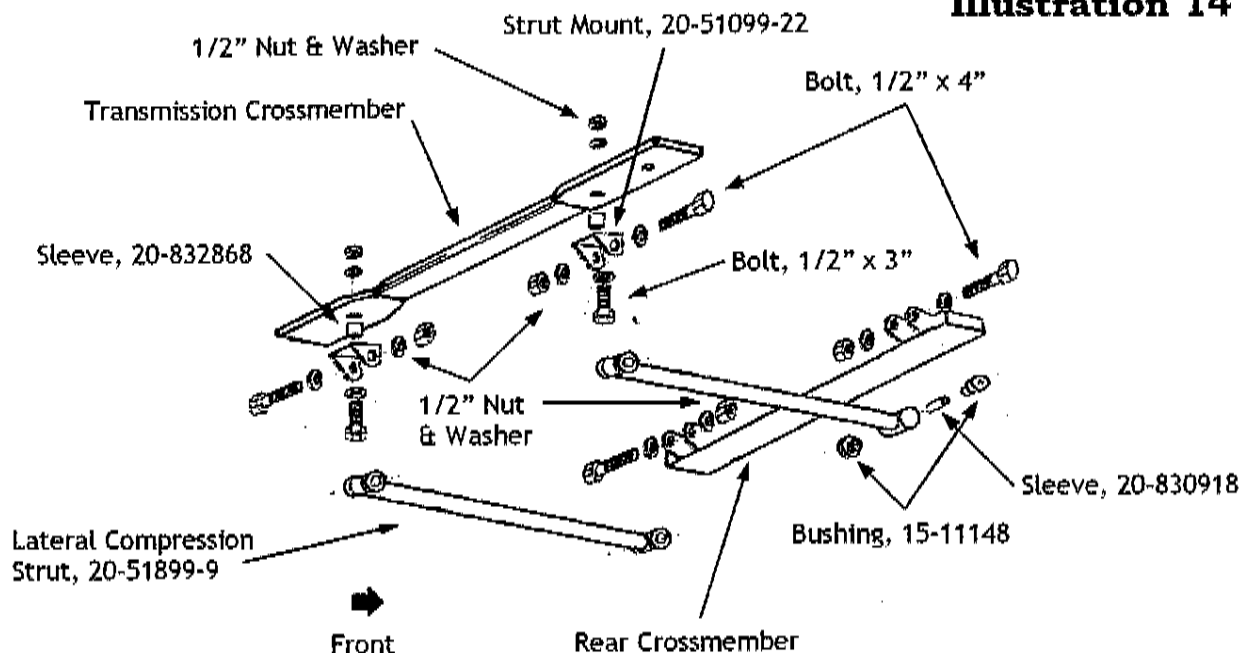 Illustration 14
Strut Mount, 20-51099-22
1/2” Nut & Washer
Bolt, 1/2” x 4”
Transmission Crossmember
Sleeve, 20-832868
Bolt, 1/2” x 3”
1/2” Nut
& Washer
Sleeve, 20-830918
Bushing, 15-11148
Lateral Compression
Strut, 20-51899-9
Front
Rear Crossmember